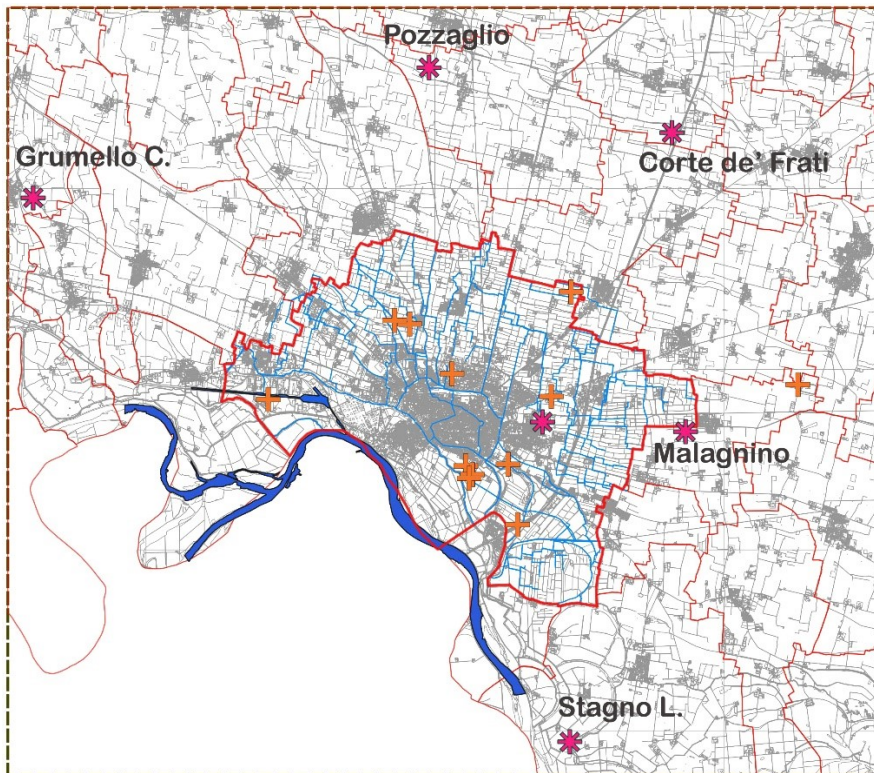 Pozzaglio
Grumello C.
Corte de' Frati
Malagnino
Stagno L.